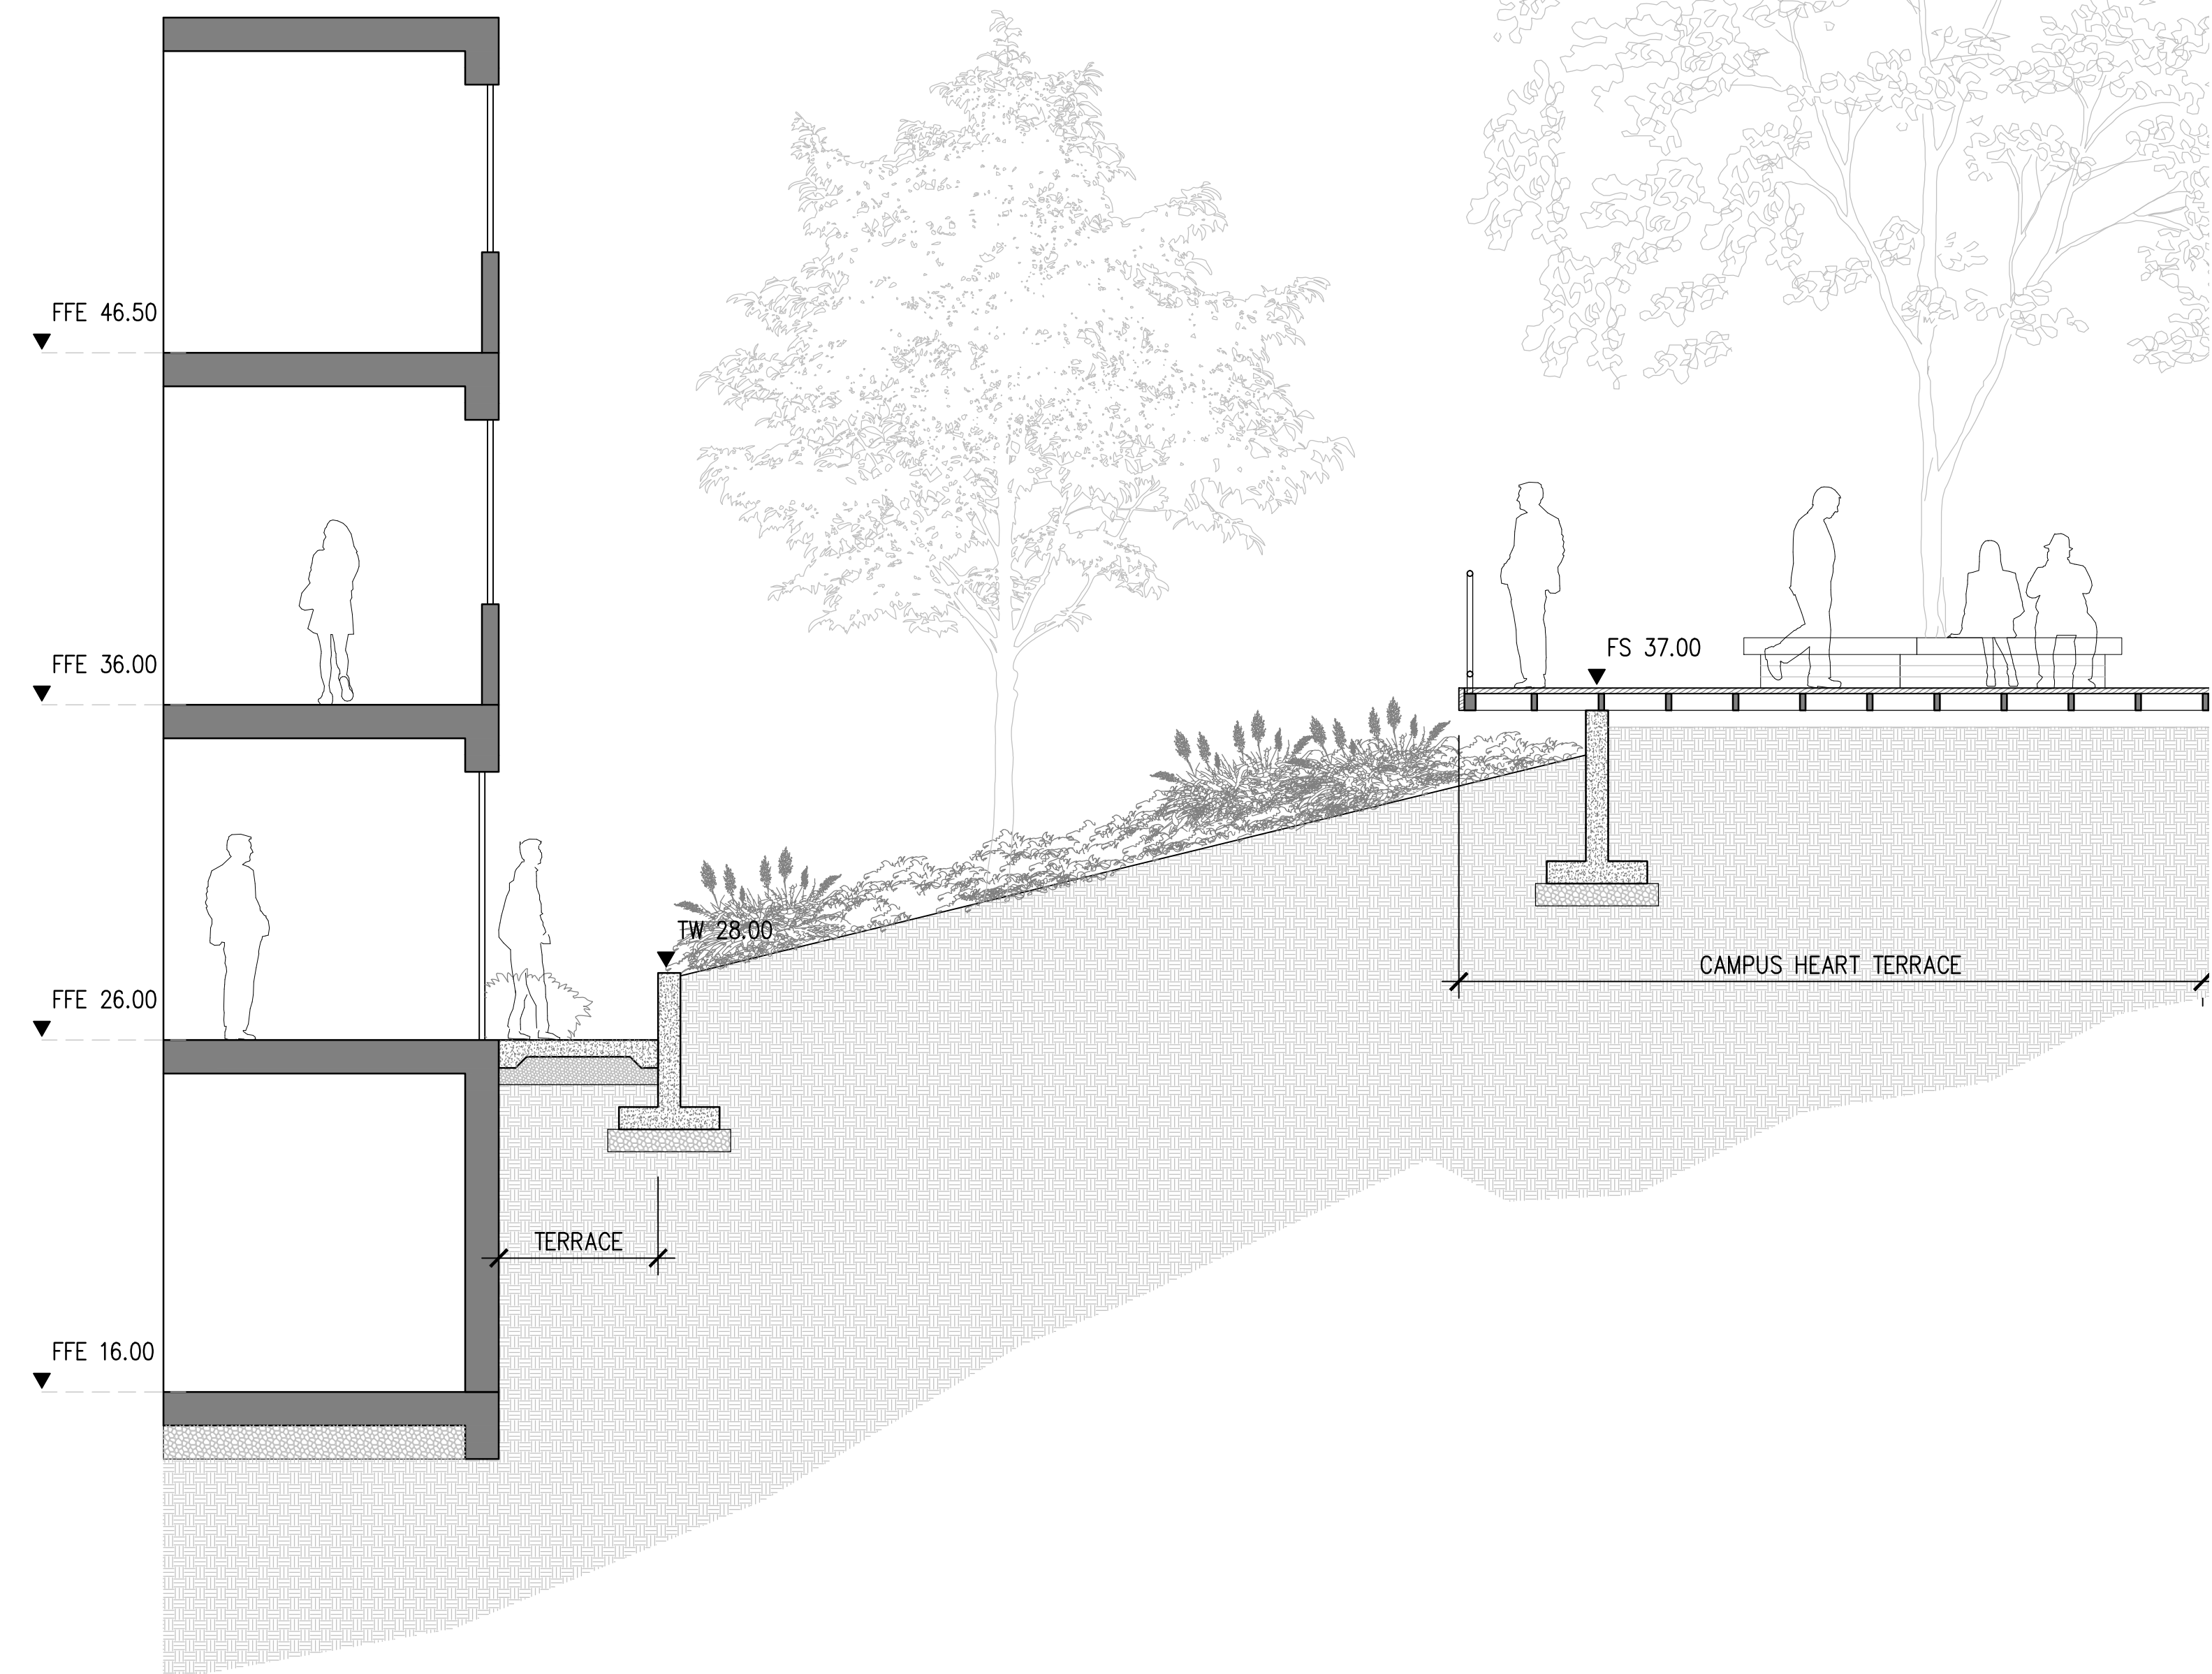 FFE 46.50
FFE 36.00
FS 37.00
TW 28.00
CAMPUS HEART TERRACE
FFE 26.00
TERRACE
FFE 16.00